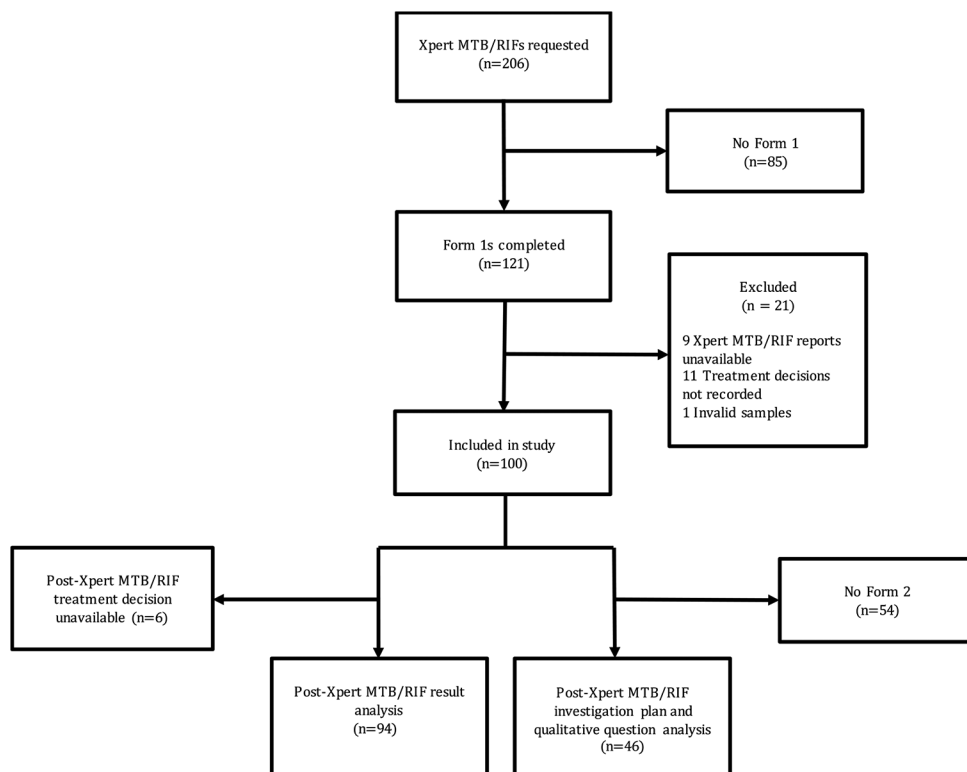 Xpert MTB/RIFs requested
(n=206)
No Form 1
(n=85)
Form 1s completed
(n=121)
Excluded
(n = 21)
9 Xpert MTB/RIF reports
unavailable
11 Treatment decisions
not recorded
1 Invalid samples
Included in study
(n=100)
Post-Xpert MTB/RIF
treatment decision
unavailable (n=6)
No Form 2
(n=54)
Post-Xpert MTB/RIF result
analysis
(n=94)
Post-Xpert MTB/RIF
investigation plan and
qualitative question analysis
(n=46)